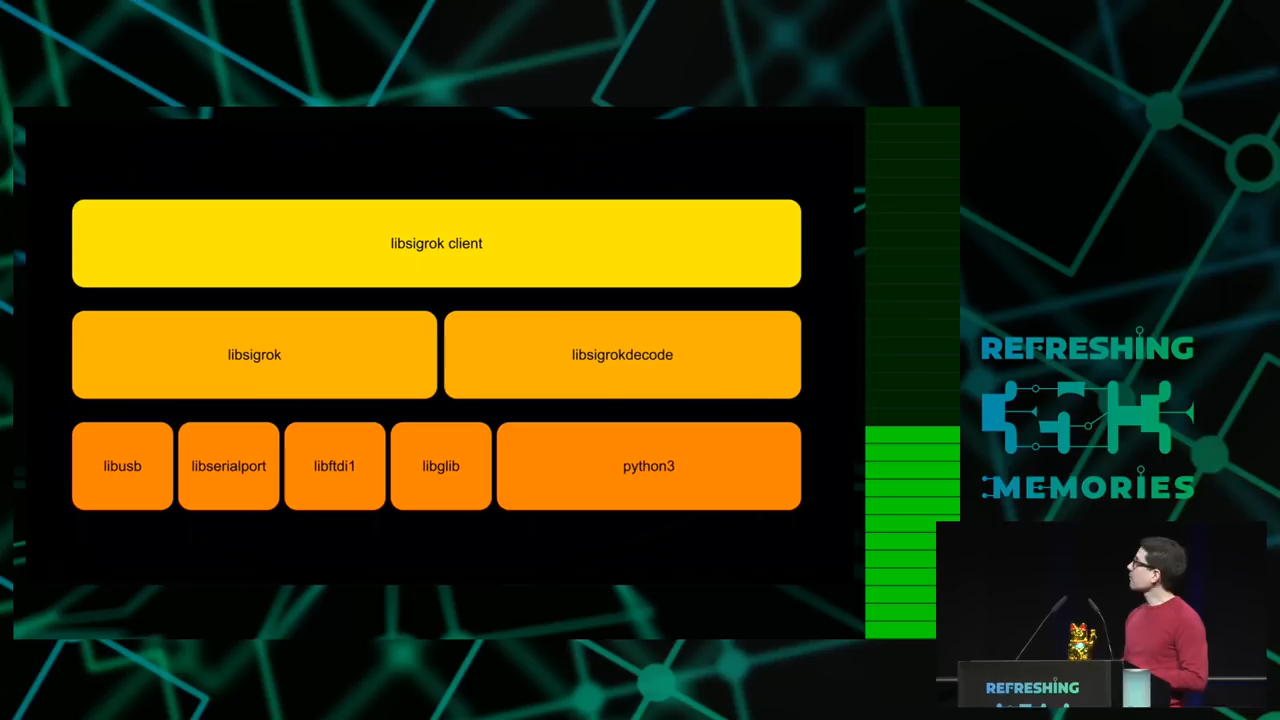 libsigrok client
libsigrok
libsigrokdecode
libusb
libserialport
libftdi1
libglib
python3
REFRESHING
MEMORIES
REFRESHING